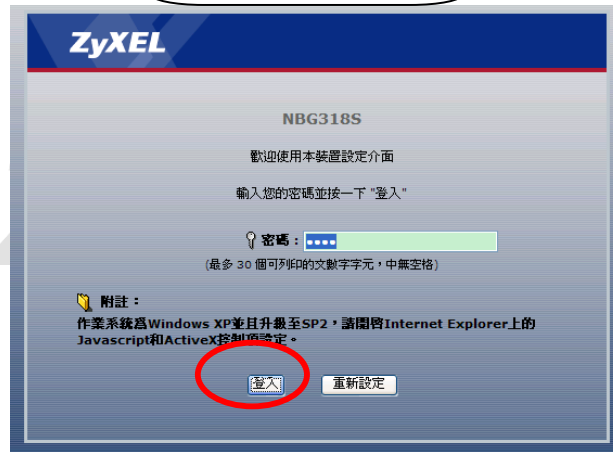 ZyXEL
NBG318S
歡迎使用本裝置設定介面
輸入您的密碼並按一下 "登入"
密碼：
(最多 30 個可列印的文數字字元，中無空格)
附註：
作業系統為Windows XP並且升級至SP2，請開啓Internet Explorer上的
Javascript和ActiveX控制項設定。
登入
重新設定